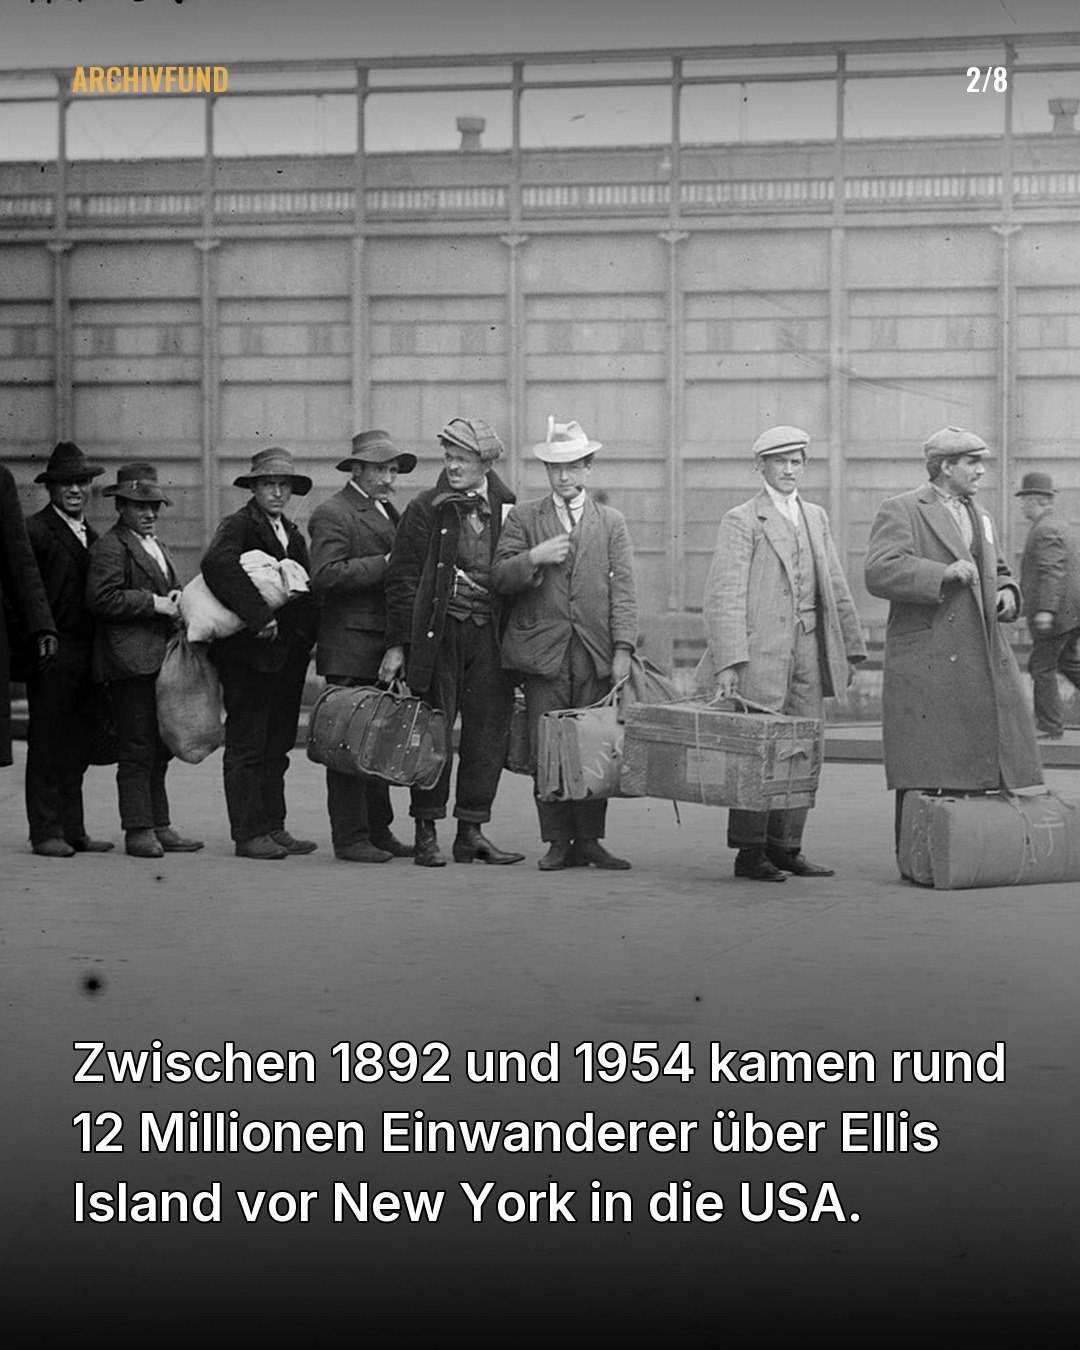 ARCHIVFUND
2/8
Zwischen 1892 und 1954 kamen rund
12 Millionen Einwanderer über Ellis
Island vor New York in die USA.